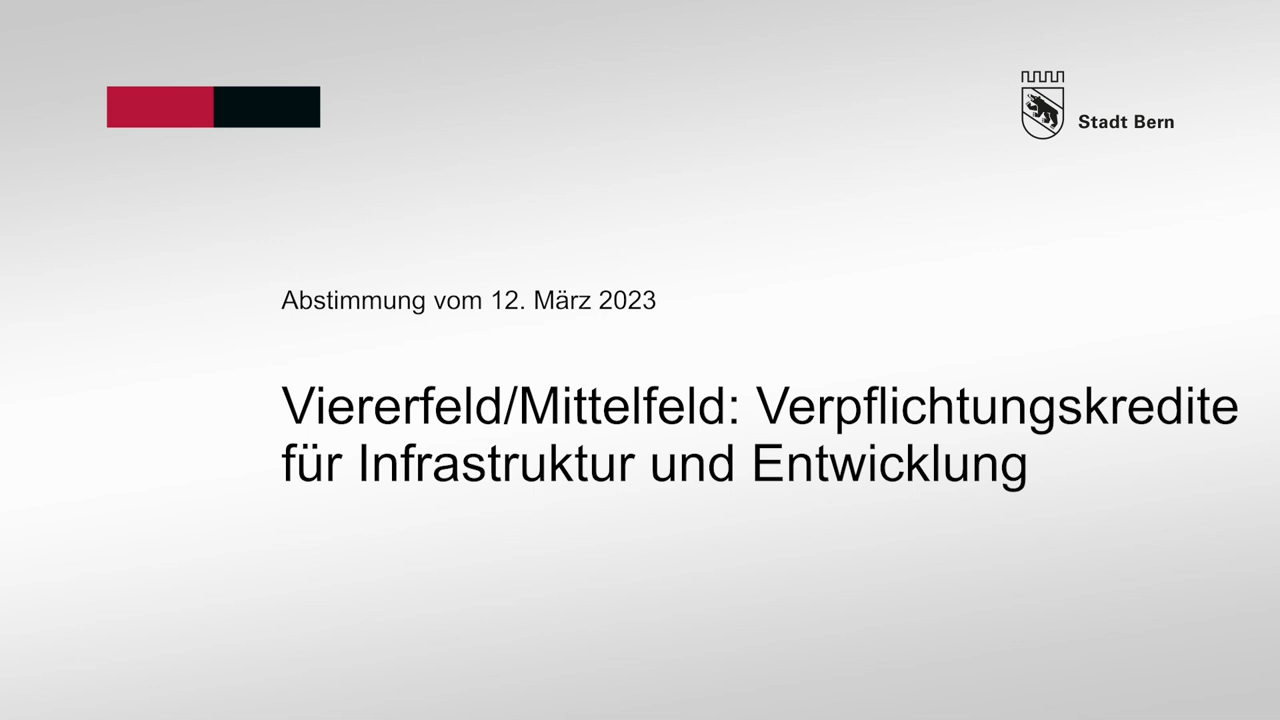 Stadt Bern
Abstimmung vom 12. März 2023
Viererfeld/Mittelfeld: Verpflichtungskredite
für Infrastruktur und Entwicklung